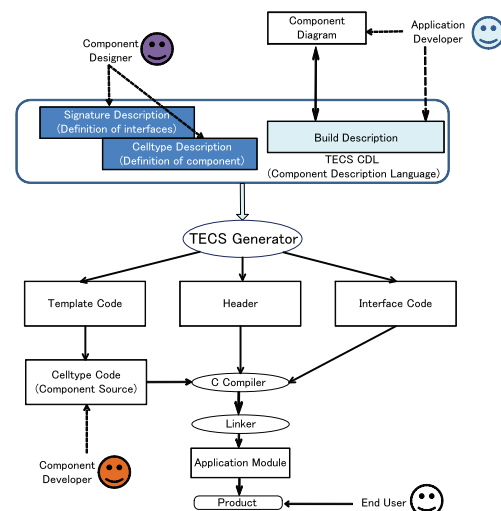 Component
Designer
Component
Diagram
Application
Developer
Signature Description
(Definition of interfaces)
Celltype Description
(Definition of component)
Build Description
TECS CDL
(Component Description Language)
TECS Generator
Template Code
Header
Interface Code
Celltype Code
(Component Source)
C Compiler
Linker
Component
Developer
Application Module
Product
End User